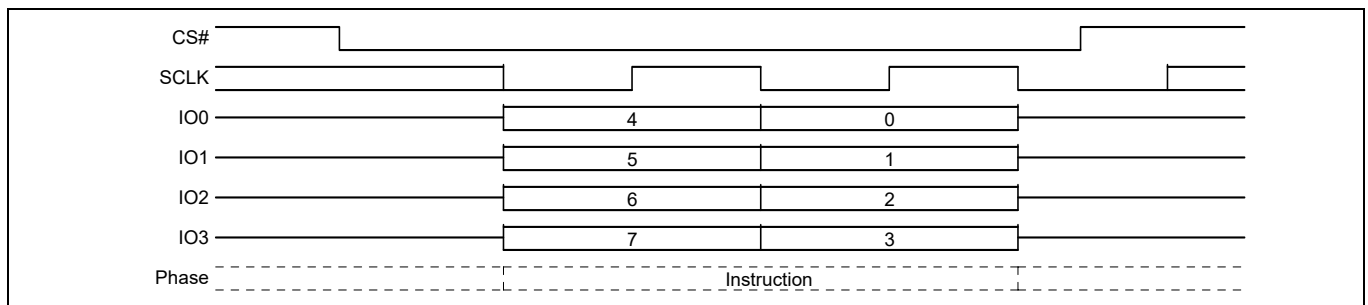 CS#
SCLK
IO0 4 0
IO1 5 1
IO2 6 2
IO3 7 3
Phase Instruction